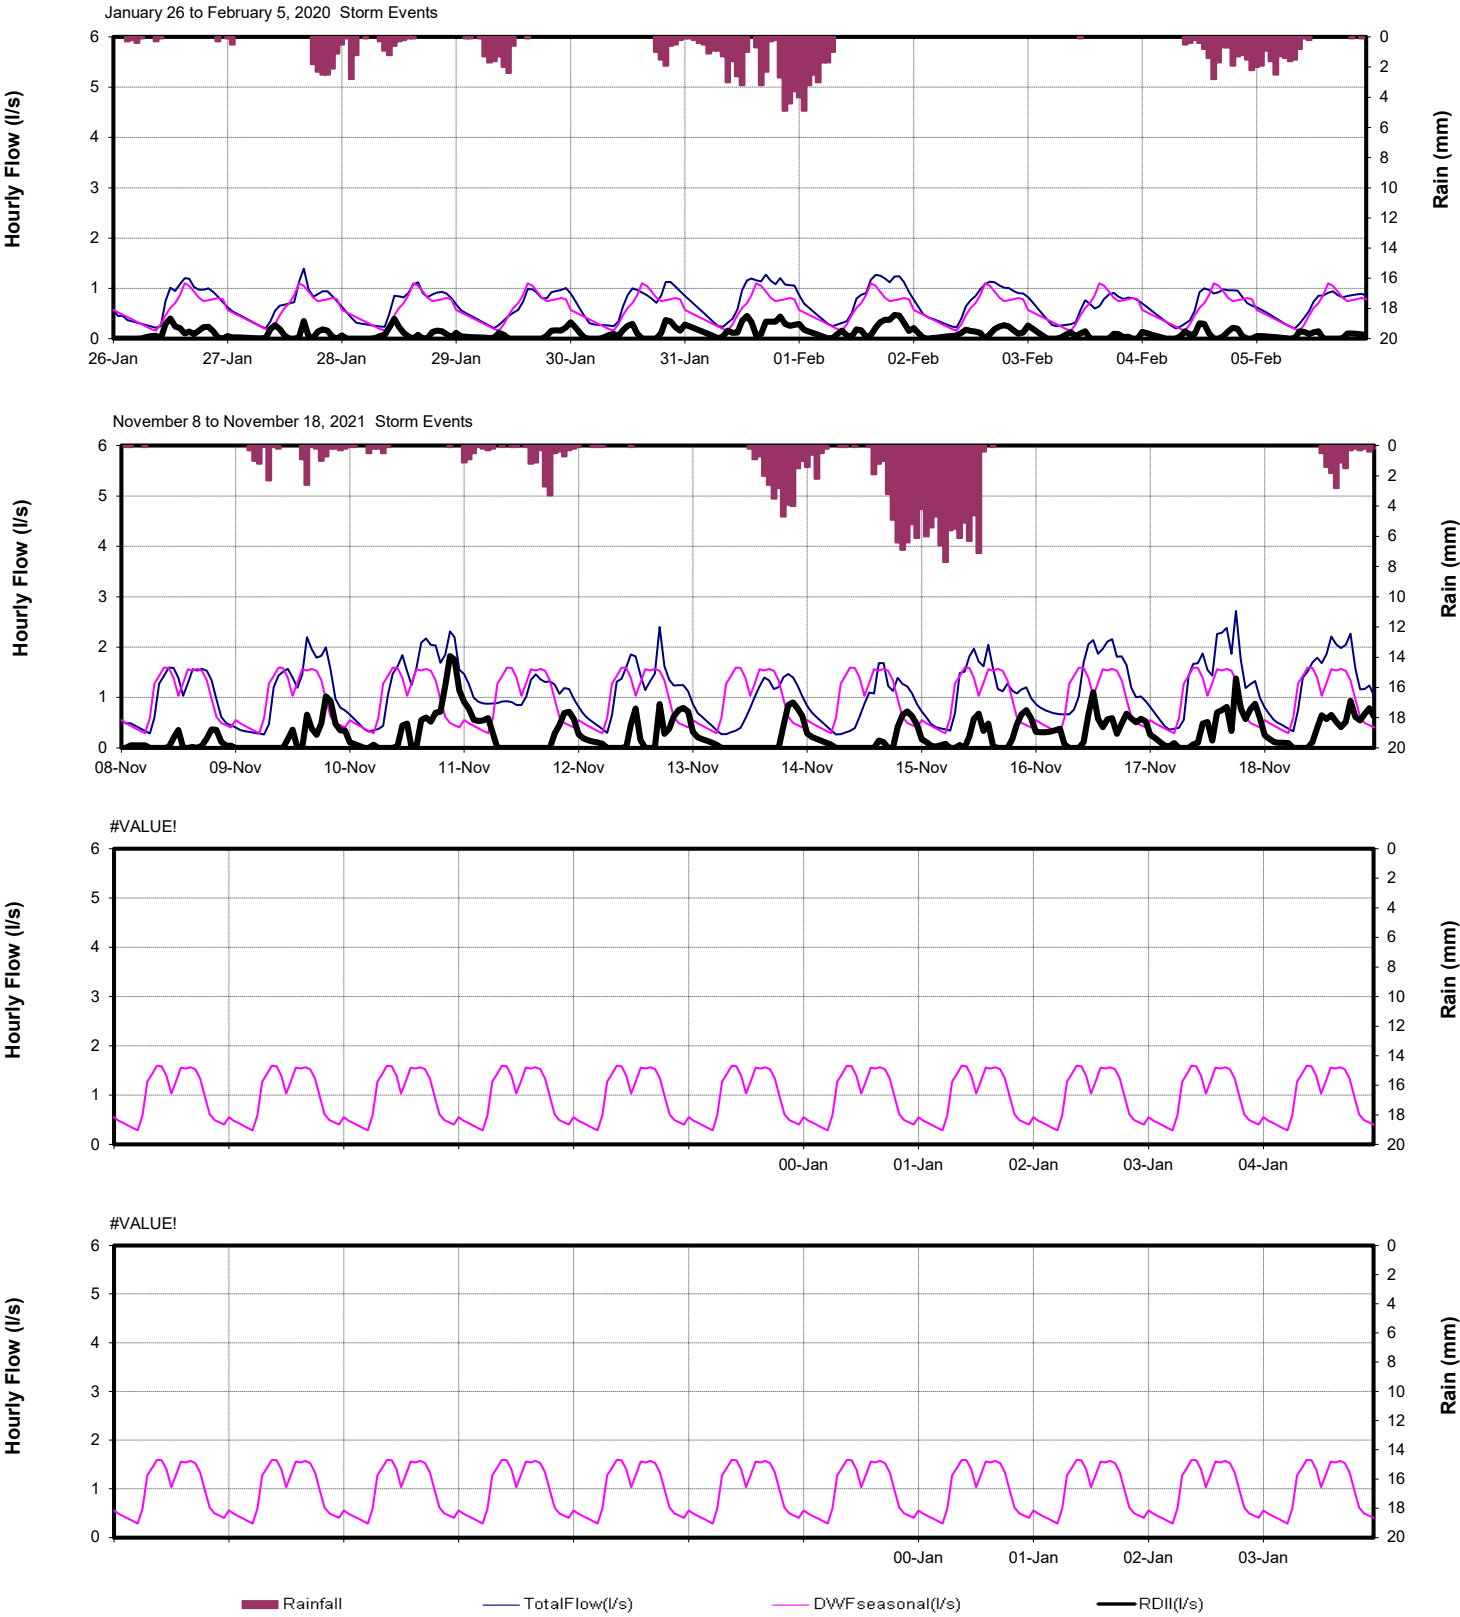 January 26 to February 5, 2020 Storm Events
6 5 4 3 2 1 0
Hourly Flow (l/s)
0 2 4 6 8 10 12 14 16 18 20
Rain (mm)
26-Jan 27-Jan 28-Jan 29-Jan 30-Jan 31-Jan 01-Feb 02-Feb 03-Feb 04-Feb 05-Feb
November 8 to November 18, 2021 Storm Events
6 5 4 3 2 1 0
Hourly Flow (l/s)
0 2 4 6 8 10 12 14 16 18 20
Rain (mm)
08-Nov 09-Nov 10-Nov 11-Nov 12-Nov 13-Nov 14-Nov 15-Nov 16-Nov 17-Nov 18-Nov
#VALUE!
6 5 4 3 2 1 0
Hourly Flow (l/s)
0 2 4 6 8 10 12 14 16 18 20
Rain (mm)
00-Jan 01-Jan 02-Jan 03-Jan 04-Jan
#VALUE!
6 5 4 3 2 1 0
Hourly Flow (l/s)
0 2 4 6 8 10 12 14 16 18 20
Rain (mm)
00-Jan 01-Jan 02-Jan 03-Jan
Rainfall TotalFlow(l/s) DWFseasonal(l/s) RDII(l/s)